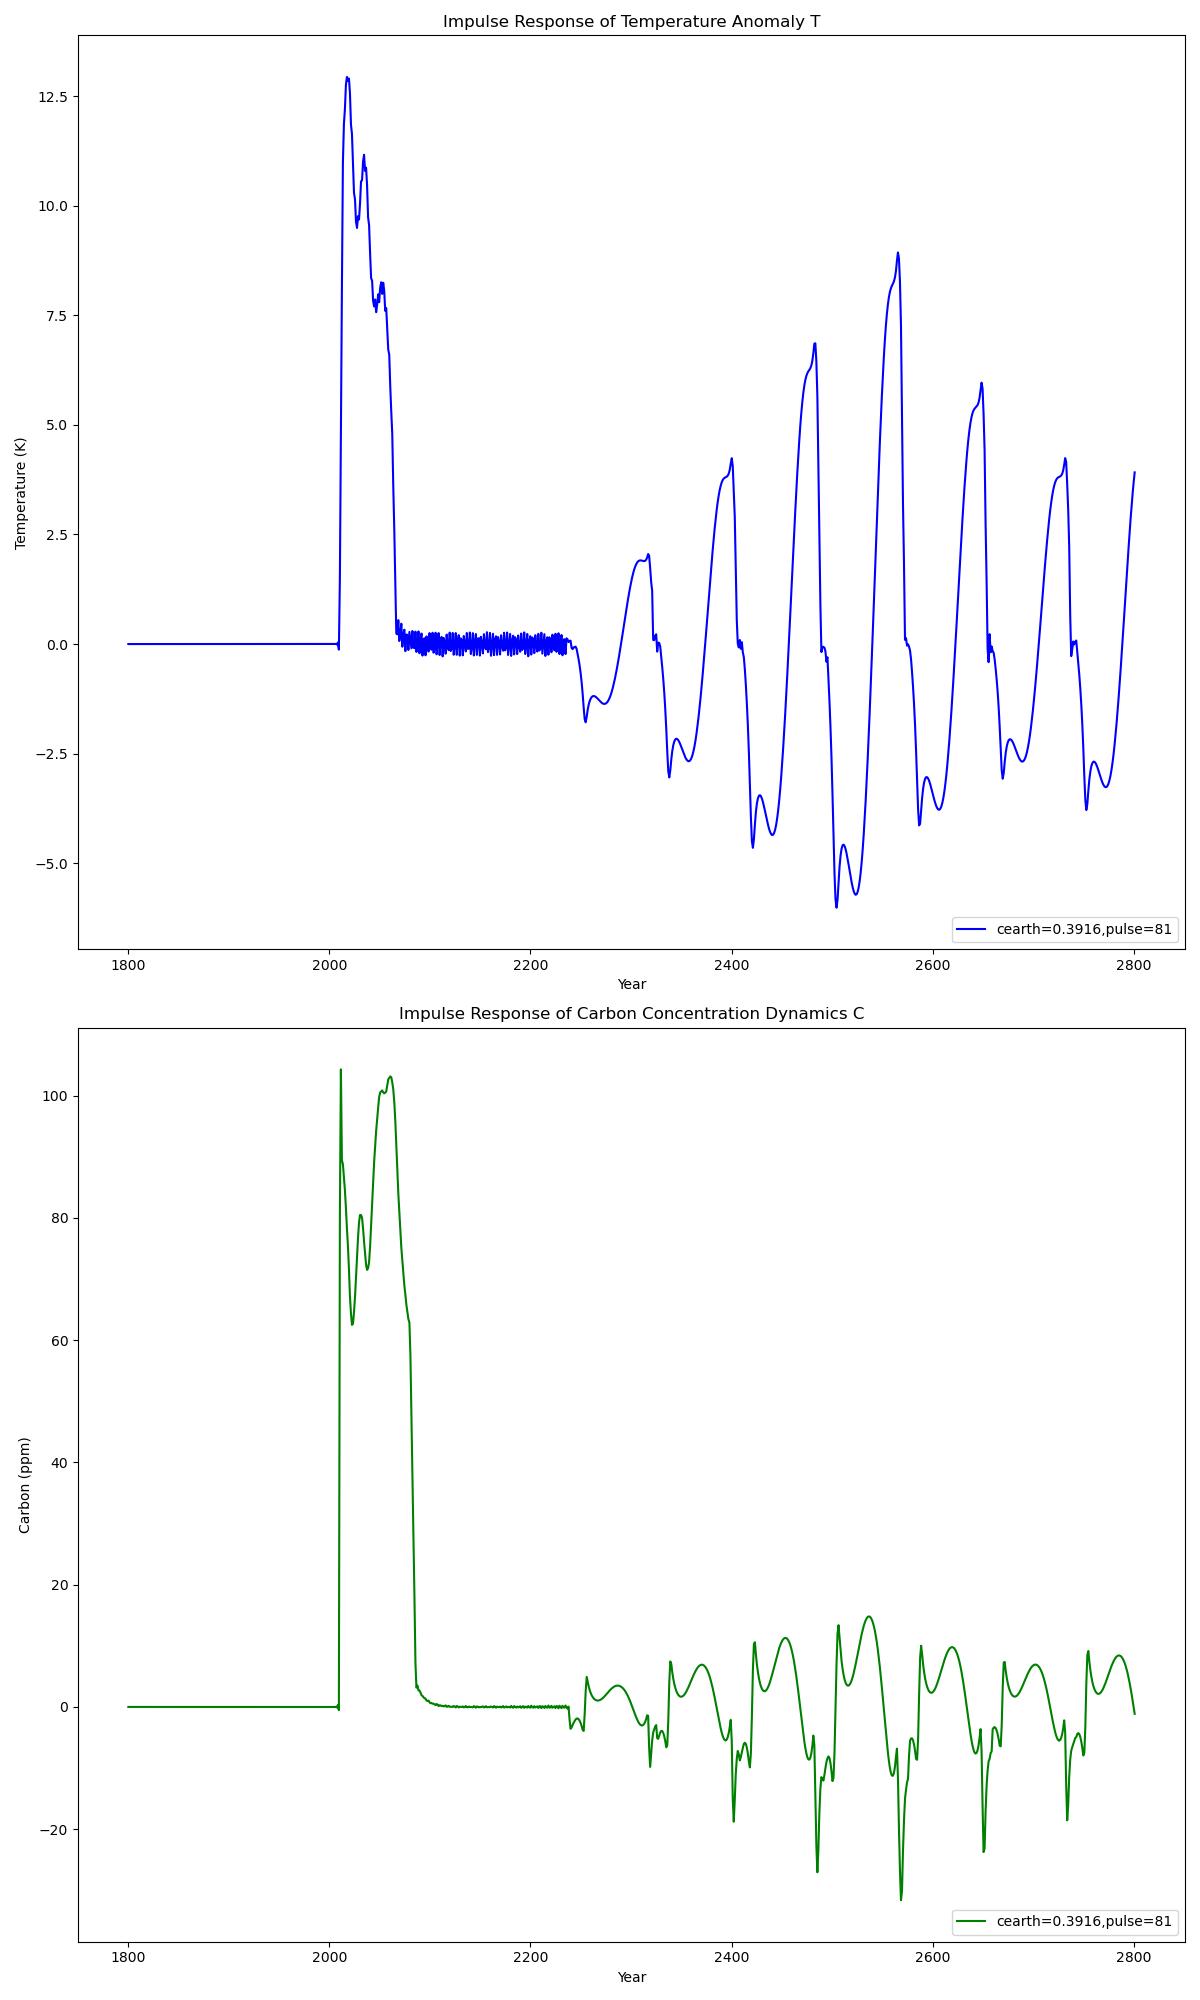 Impulse Response of Temperature Anomaly T
12.5
10.0
7.5
5.0
2.5
0.0
−2.5
−5.0
Temperature (K)
cearth=0.3916,pulse=81
1800 2000 2200 2400 2600 2800
Year
Impulse Response of Carbon Concentration Dynamics C
100
80
60
40
20
0
−20
Carbon (ppm)
cearth=0.3916,pulse=81
1800 2000 2200 2400 2600 2800
Year